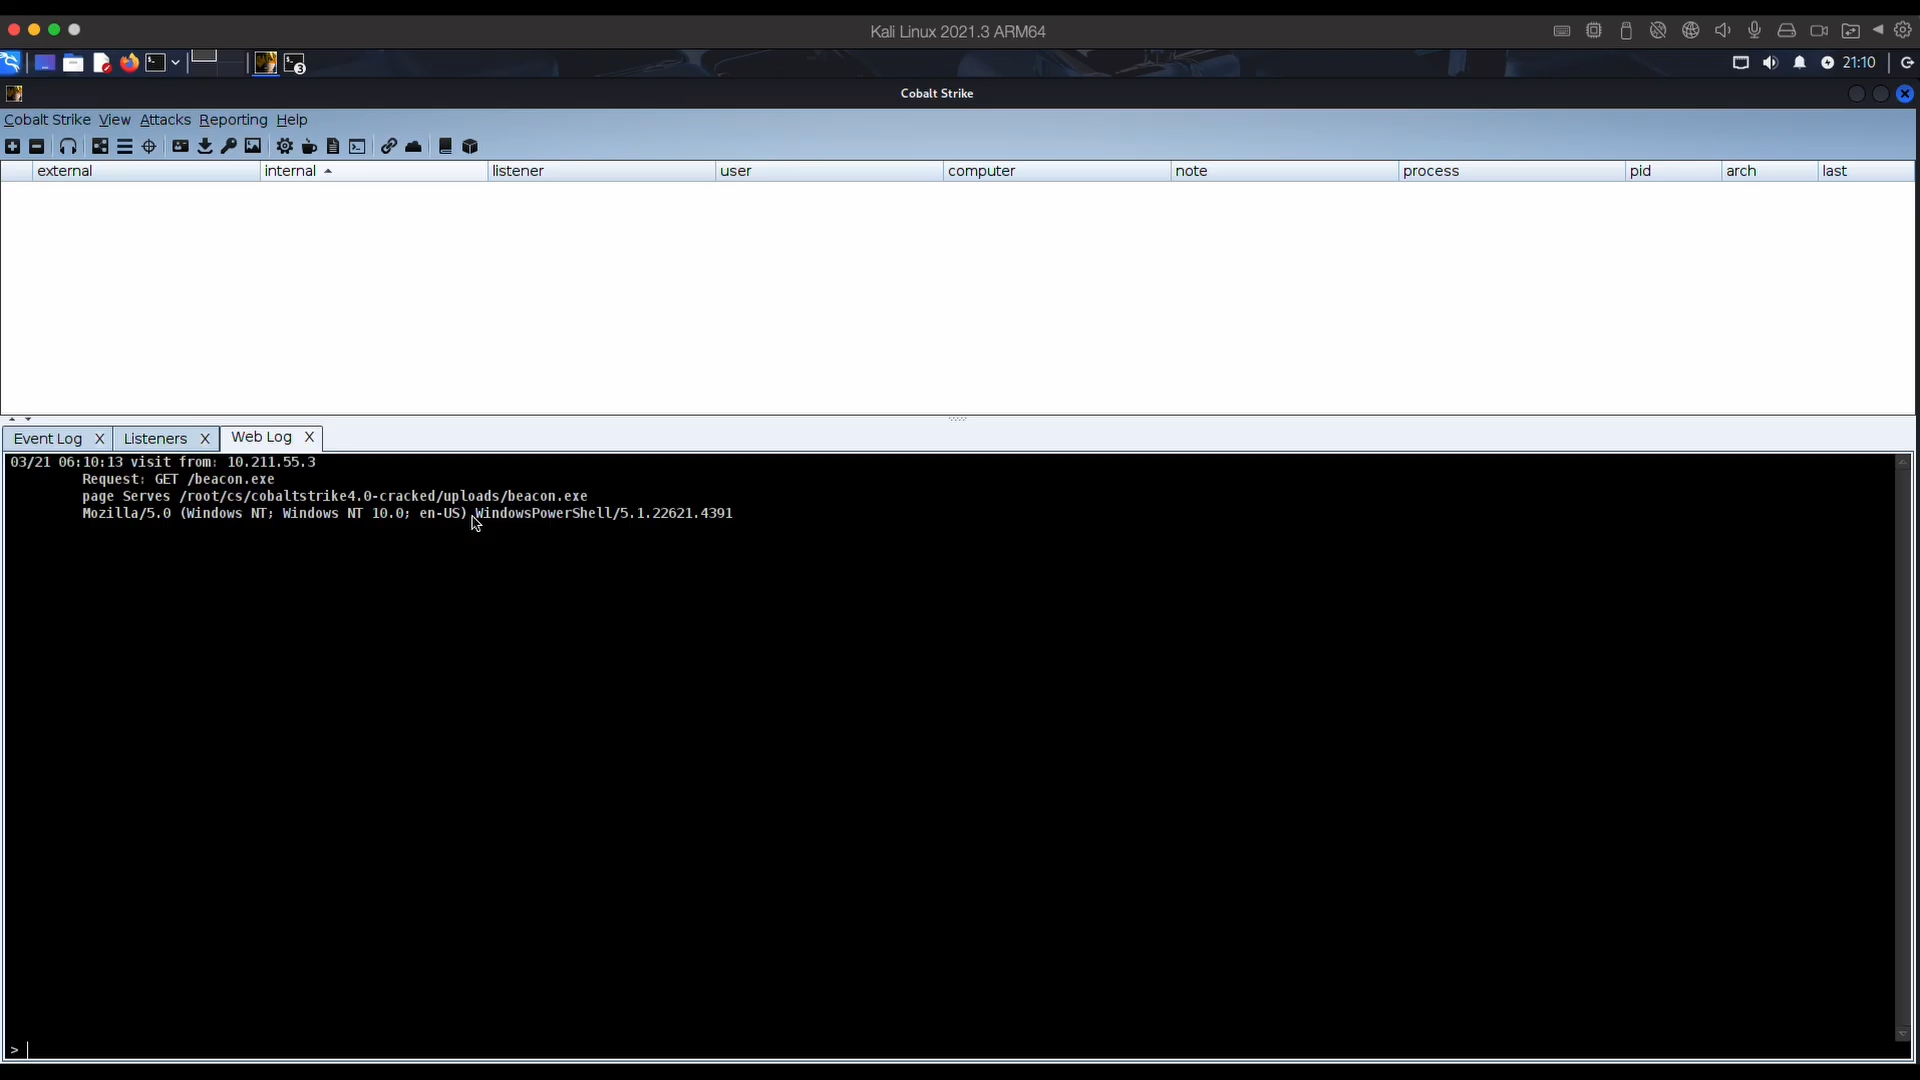 Kali Linux 2021.3 ARM64
3
21:10
Cobalt Strike
Cobalt Strike View Attacks Reporting Help
external internal listener user computer note process pid arch last
Event Log X Listeners X Web Log X
03/21 06:10:13 visit from: 10.211.55.3
Request: GET /beacon.exe
page Serves /root/cs/cobaltstrike4.0-cracked/uploads/beacon.exe
Mozilla/5.0 (Windows NT; Windows NT 10.0; en-US) WindowsPowerShell/5.1.22621.4391
>